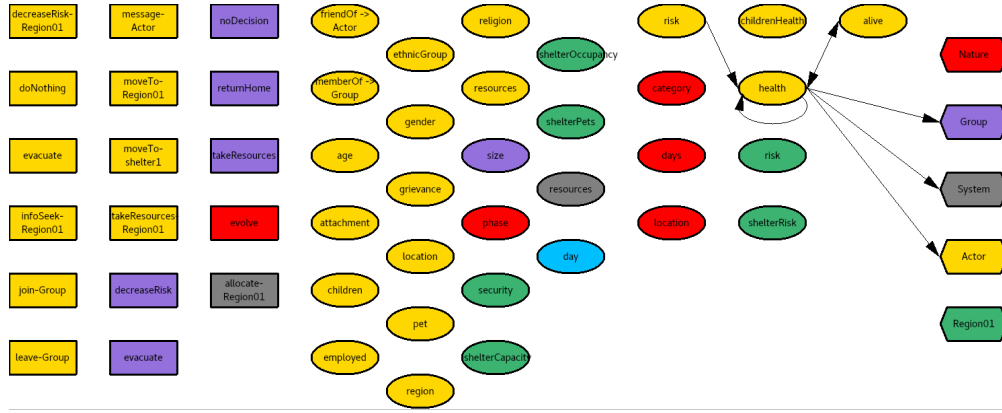 decreaseRisk-
Region01
message-
Actor
noDecision
friendOf ->
Actor
religion
risk
childrenHealth
alive
ethnicGroup
shelterOccupancy
Nature
doNothing
moveTo-
Region01
returnHome
memberOf ->
Group
resources
category
health
gender
shelterPets
Group
evacuate
moveTo-
shelter1
takeResources
age
size
days
risk
grievance
resources
System
infoSeek-
Region01
takeResources-
Region01
evolve
attachment
phase
location
shelterRisk
location
day
Actor
join-Group
decreaseRisk
allocate-
Region01
children
security
pet
Region01
leave-Group
evacuate
employed
shelterCapacity
region